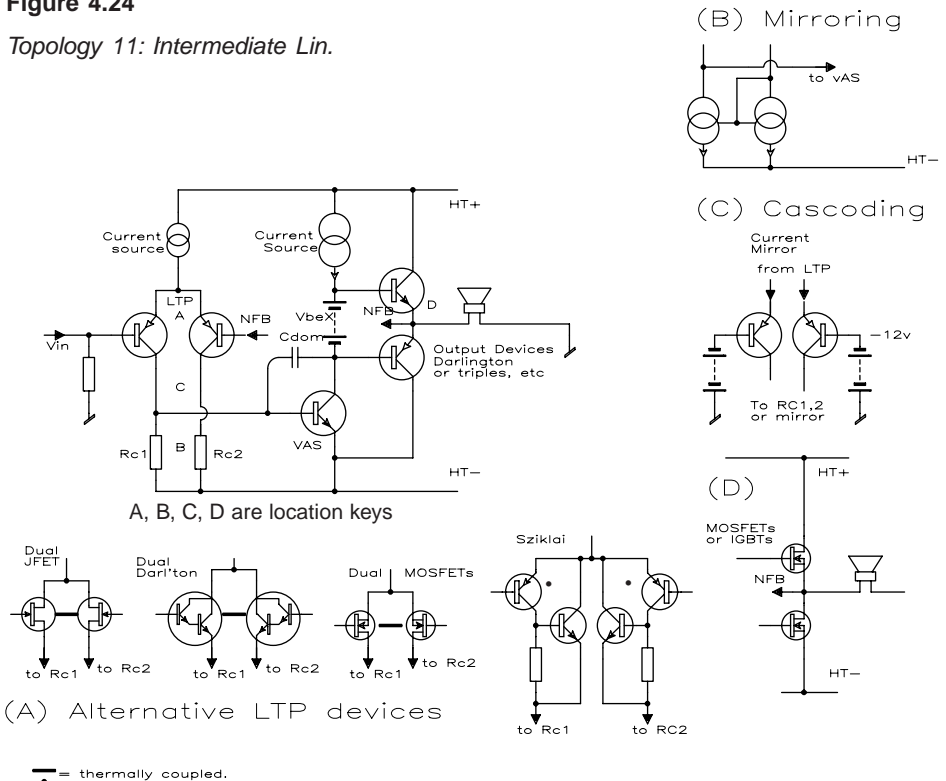 Figure 4.24
Topology 11: Intermediate Lin.
(B) Mirroring
to vAS
HT–
(C) Cascoding
Current
Mirror
from LTP
–12v
To RC1,2
or mirror
HT+
Current
source
Current
Source
LTP
A
NFB
Vin
VbeX
NFB
D
Cdom
Output Devices
Darlington
or triples, etc
C
VAS
Rc1
B
Rc2
HT–
A, B, C, D are location keys
(D)
HT+
MOSFETs
or IGBTs
NFB
HT–
Dual
JFET
to Rc1
to Rc2
Dual
Darl'ton
to Rc1
to Rc2
Dual MOSFETs
to Rc1
to Rc2
Sziklai
to Rc1
to RC2
(A) Alternative LTP devices
= thermally coupled.